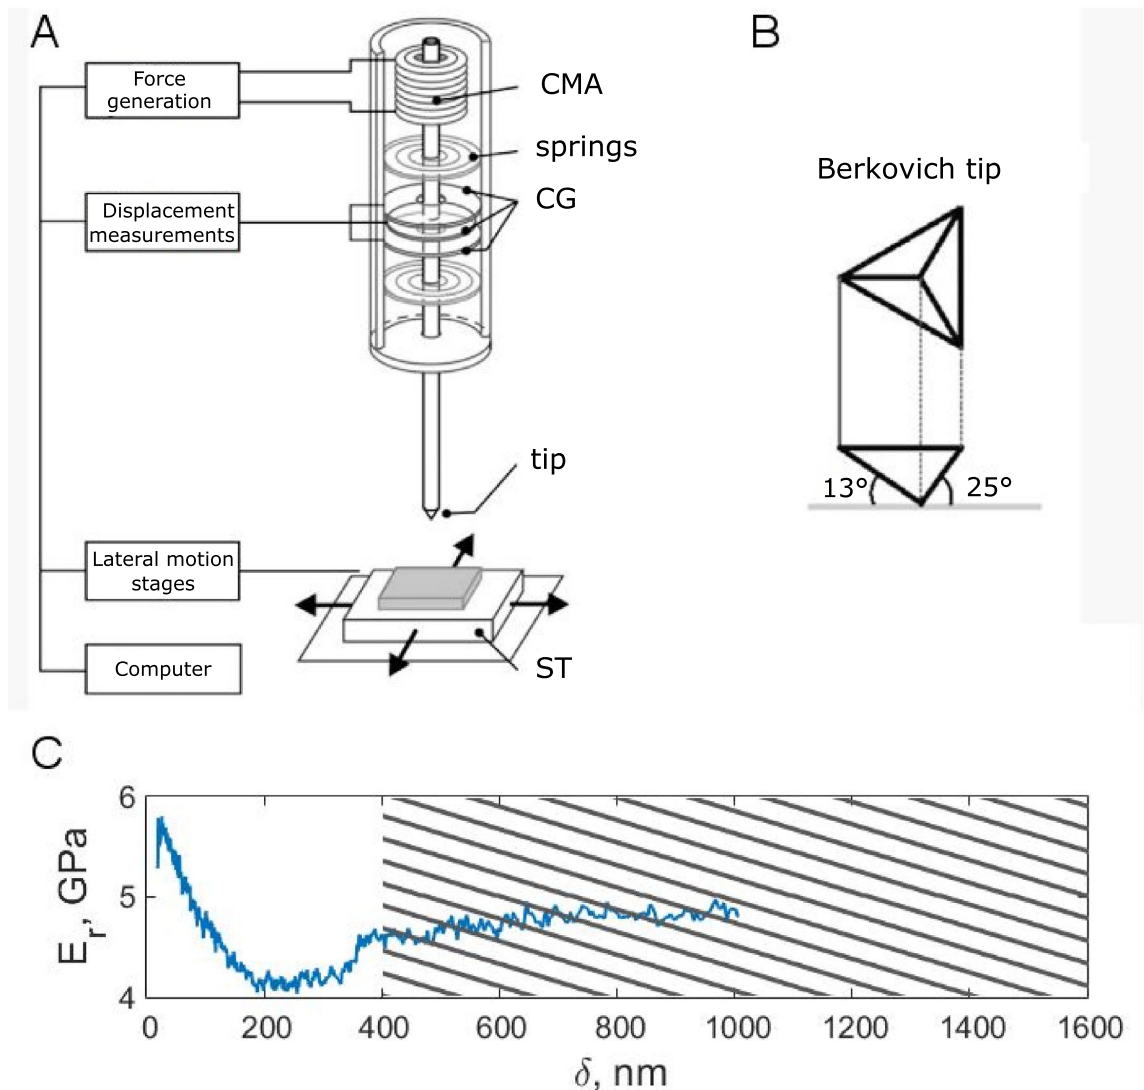 A
Force
generation
CMA
springs
Displacement
measurements
CG
tip
Lateral motion
stages
Computer
ST
B
Berkovich tip
13°
25°
C
6
5
4
E_r, GPa
0
200
400
600
800
1000
1200
1400
1600
δ, nm